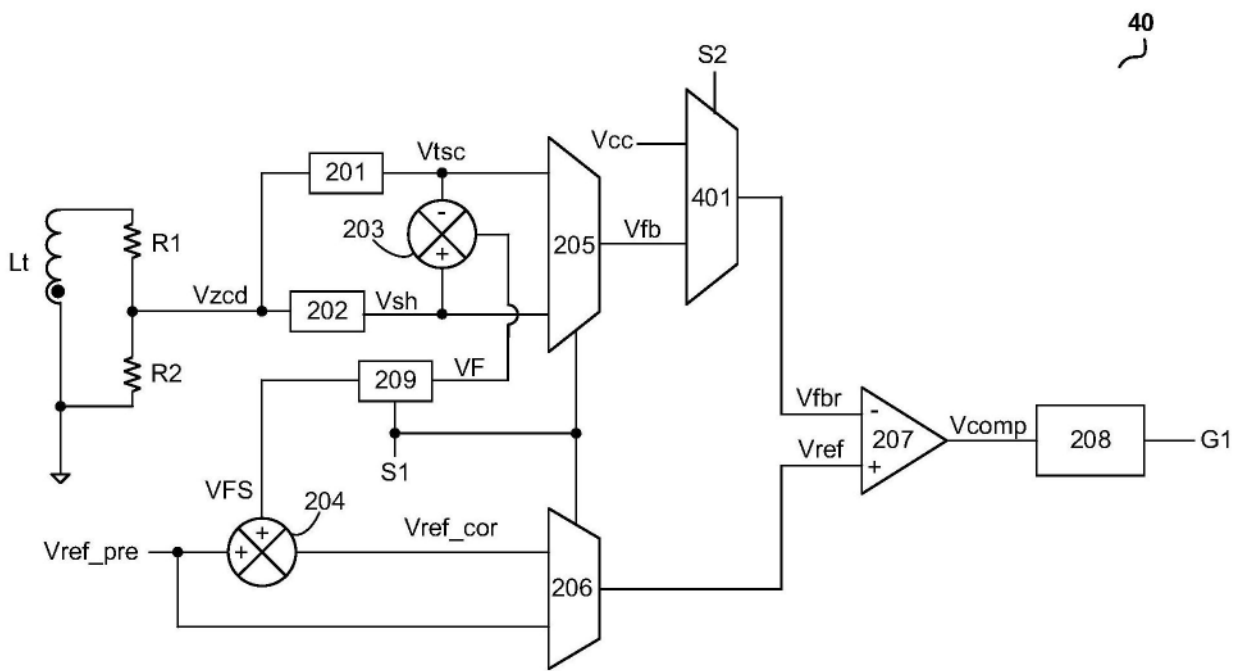 40
S2
Vcc
201
Vtsc
401
-
203
R1
+
205
Vfb
Lt
Vzcd
202
Vsh
R2
209
VF
Vfbr
-
S1
Vref
207
+
Vcomp
208
G1
VFS
204
+
Vref_pre
+
Vref_cor
206